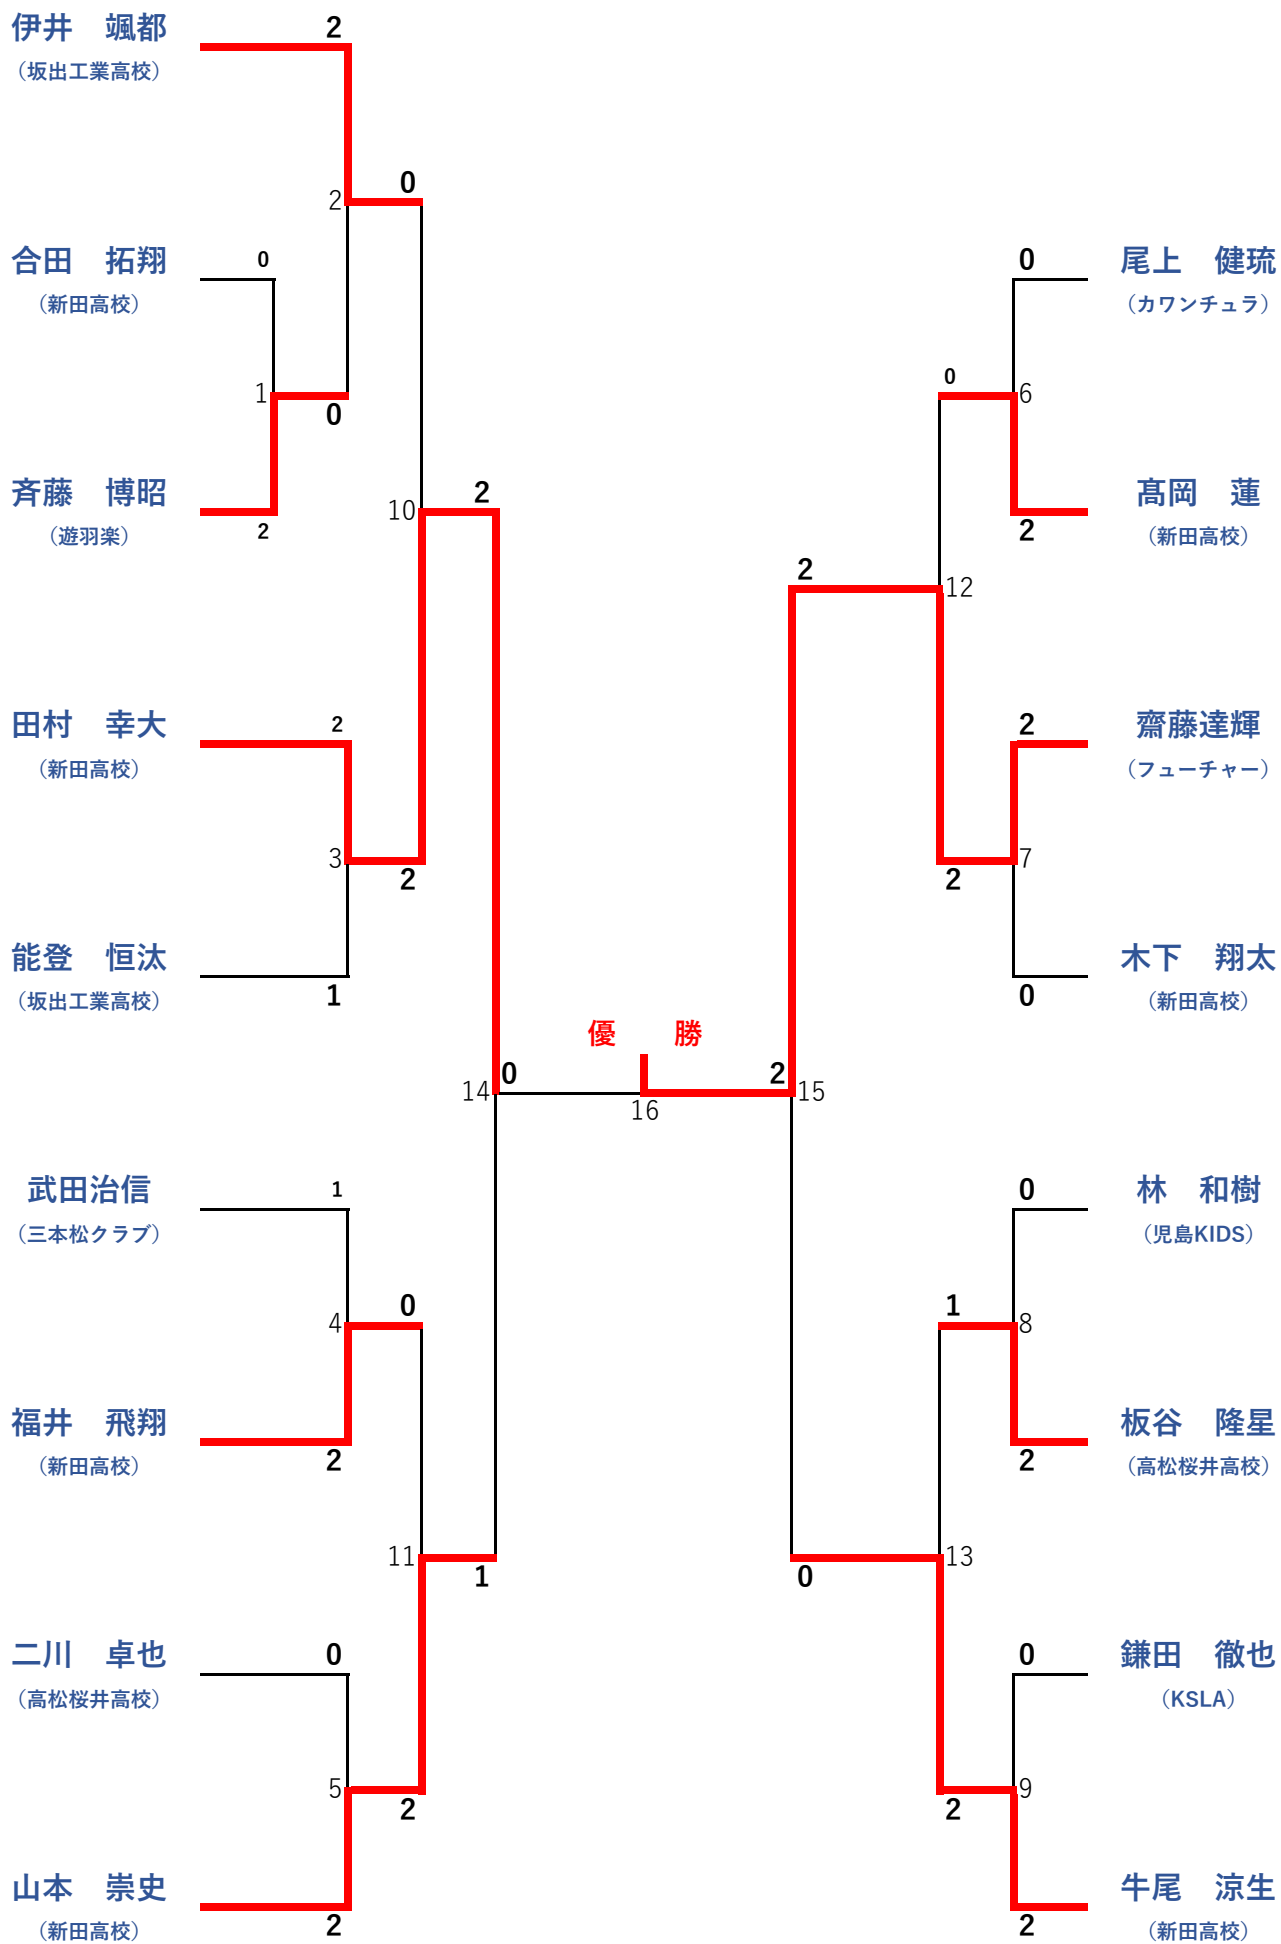 伊井　颯都
（坂出工業高校）
2
2
0
合田　拓翔
（新田高校）
0
1
0
斉藤　博昭
（遊羽楽）
2
10
2
田村　幸大
（新田高校）
2
3
2
能登　恒汰
（坂出工業高校）
1
14
0
武田治信
（三本松クラブ）
1
4
0
福井　飛翔
（新田高校）
2
11
1
二川　卓也
（高松桜井高校）
0
5
2
山本　崇史
（新田高校）
2
優　勝
16
尾上　健琉
（カワンチュラ）
0
0
6
髙岡　蓮
（新田高校）
2
2
12
齋藤達輝
（フューチャー）
2
2
7
木下　翔太
（新田高校）
0
2
15
林　和樹
（児島KIDS）
0
1
8
板谷　隆星
（高松桜井高校）
2
0
13
鎌田　徹也
（KSLA）
0
2
9
牛尾　涼生
（新田高校）
2